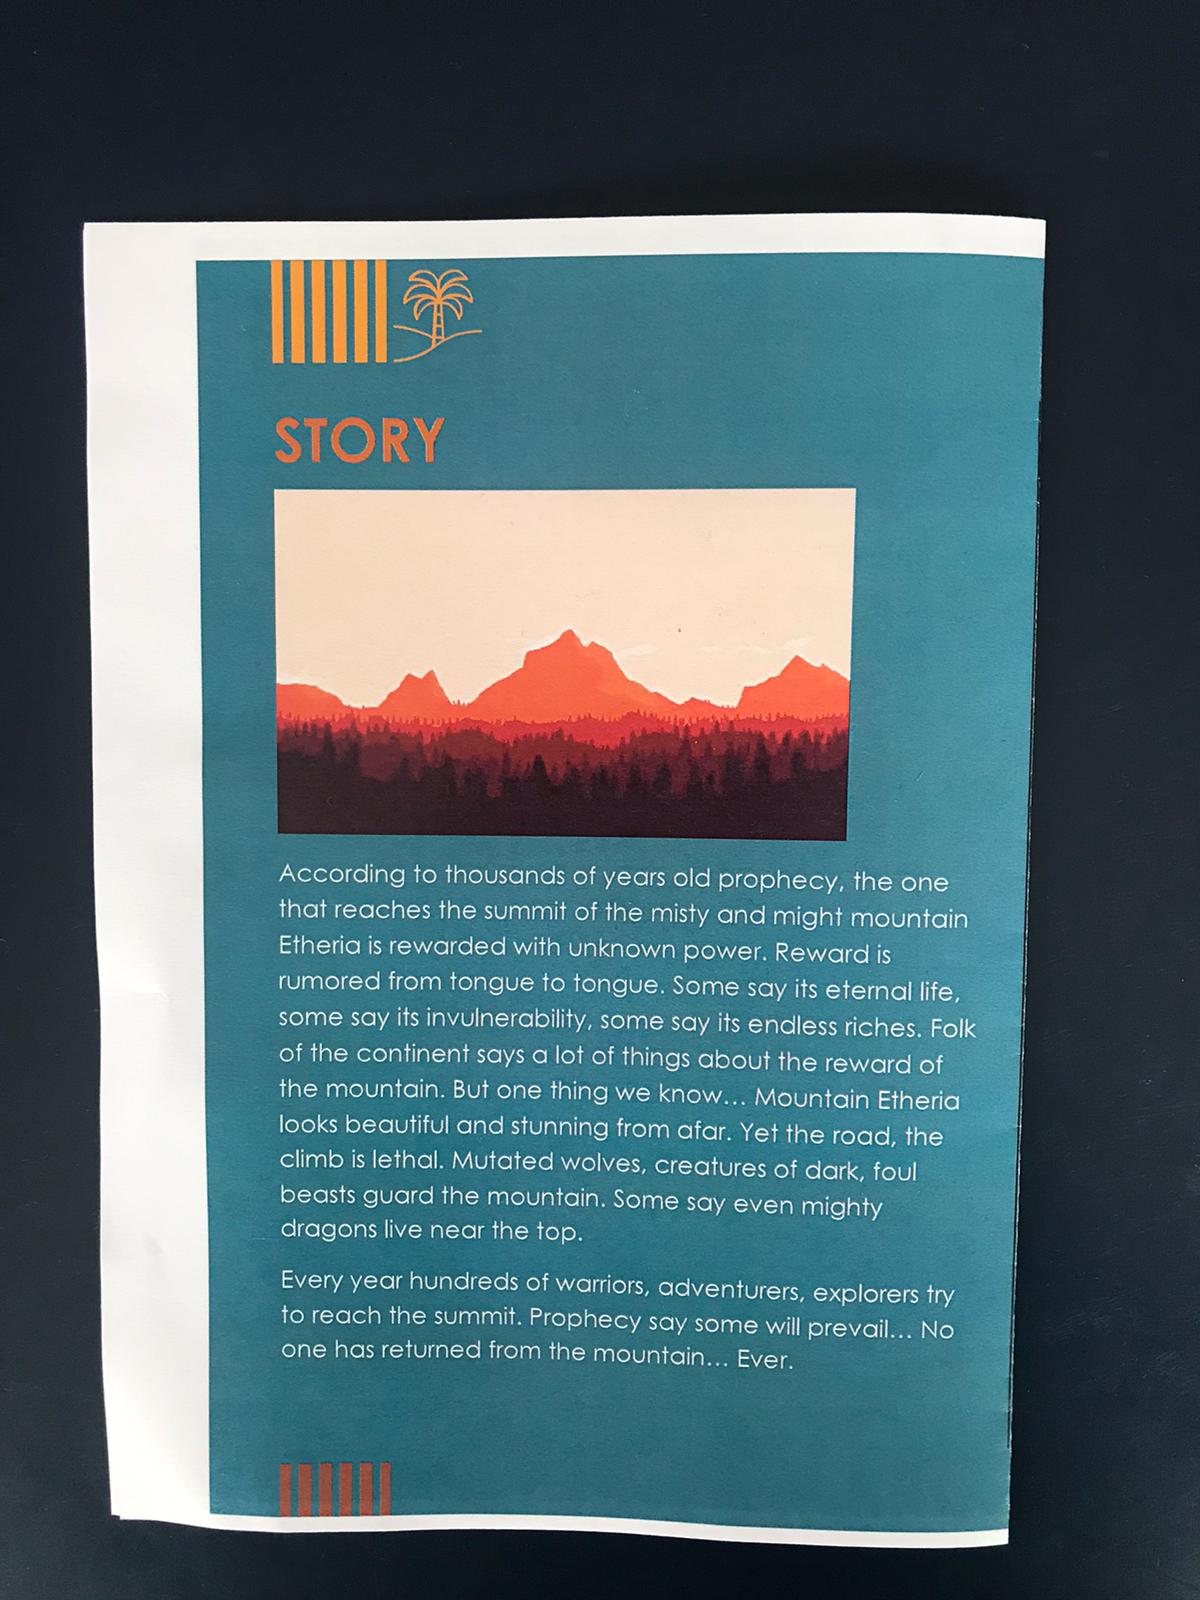 STORY
According to thousands of years old prophecy, the one
that reaches the summit of the misty and might mountain
Etheria is rewarded with unknown power. Reward is
rumored from tongue to tongue. Some say its eternal life,
some say its invulnerability, some say its endless riches. Folk
of the continent says a lot of things about the reward of
the mountain. But one thing we know... Mountain Etheria
looks beautiful and stunning from afar. Yet the road, the
climb is lethal. Mutated wolves, creatures of dark, foul
beasts guard the mountain. Some say even mighty
dragons live near the top.
Every year hundreds of warriors, adventurers, explorers try
to reach the summit. Prophecy say some will prevail... No
one has returned from the mountain... Ever.